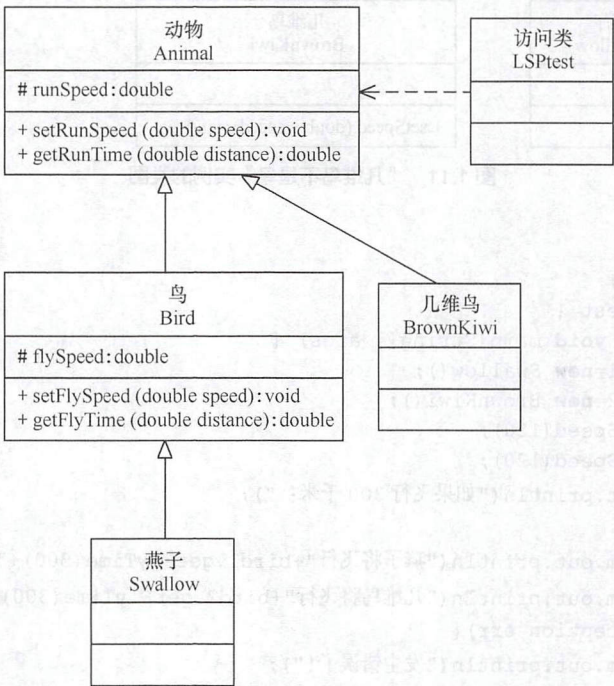 动物
Animal
# runSpeed:double
+ setRunSpeed (double speed):void
+ getRunTime (double distance):double
访问类
LSPtest
鸟
Bird
# flySpeed:double
+ setFlySpeed (double speed):void
+ getFlyTime (double distance):double
几维鸟
BrownKiwi
燕子
Swallow